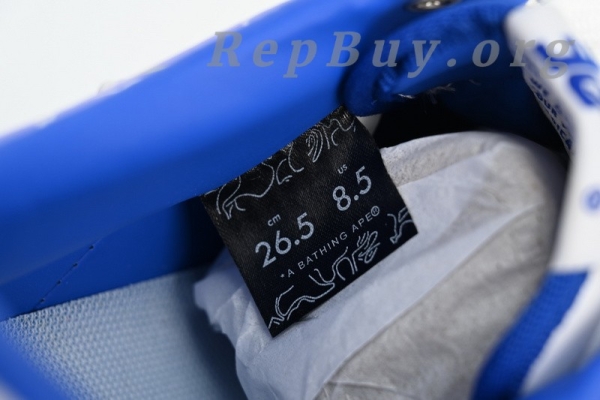 RepBuy.org
cm
26.5
US
8.5
*A BATHING APE®